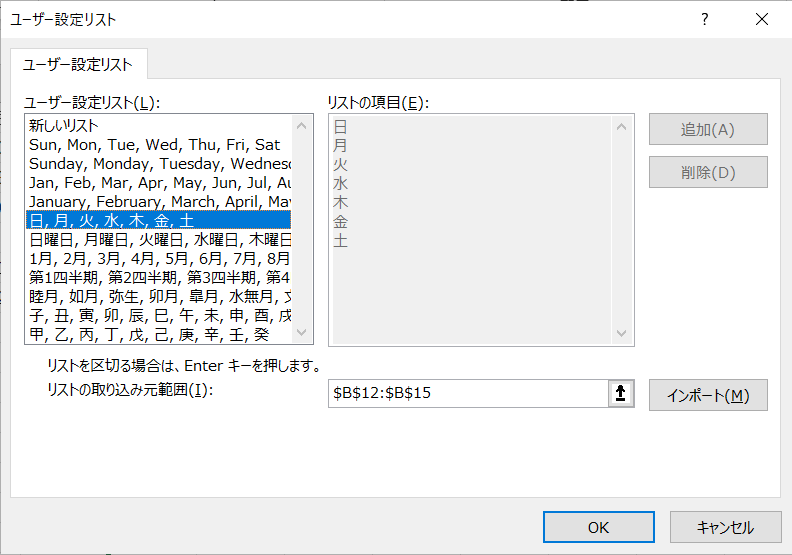 ユーザー設定リスト
?
ユーザー設定リスト
ユーザー設定リスト(L):
新しいリスト
Sun, Mon, Tue, Wed, Thu, Fri, Sat
Sunday, Monday, Tuesday, Wednes
Jan, Feb, Mar, Apr, May, Jun, Jul, Au
January, February, March, April, May
日, 月, 火, 水, 木, 金, 土
日曜日, 月曜日, 火曜日, 水曜日, 木曜日
1月, 2月, 3月, 4月, 5月, 6月, 7月, 8月
第1四半期, 第2四半期, 第3四半期, 第4
睦月, 如月, 弥生, 卯月, 皐月, 水無月, 文
子, 丑, 寅, 卯, 辰, 巳, 午, 未, 申, 酉, 戌
甲, 乙, 丙, 丁, 戊, 己, 庚, 辛, 壬, 癸
リストの項目(E):
日
月
火
水
木
金
土
追加(A)
削除(D)
リストを区切る場合は、Enter キーを押します。
リストの取り込み元範囲(I):
$B$12:$B$15
インポート(M)
OK
キャンセル